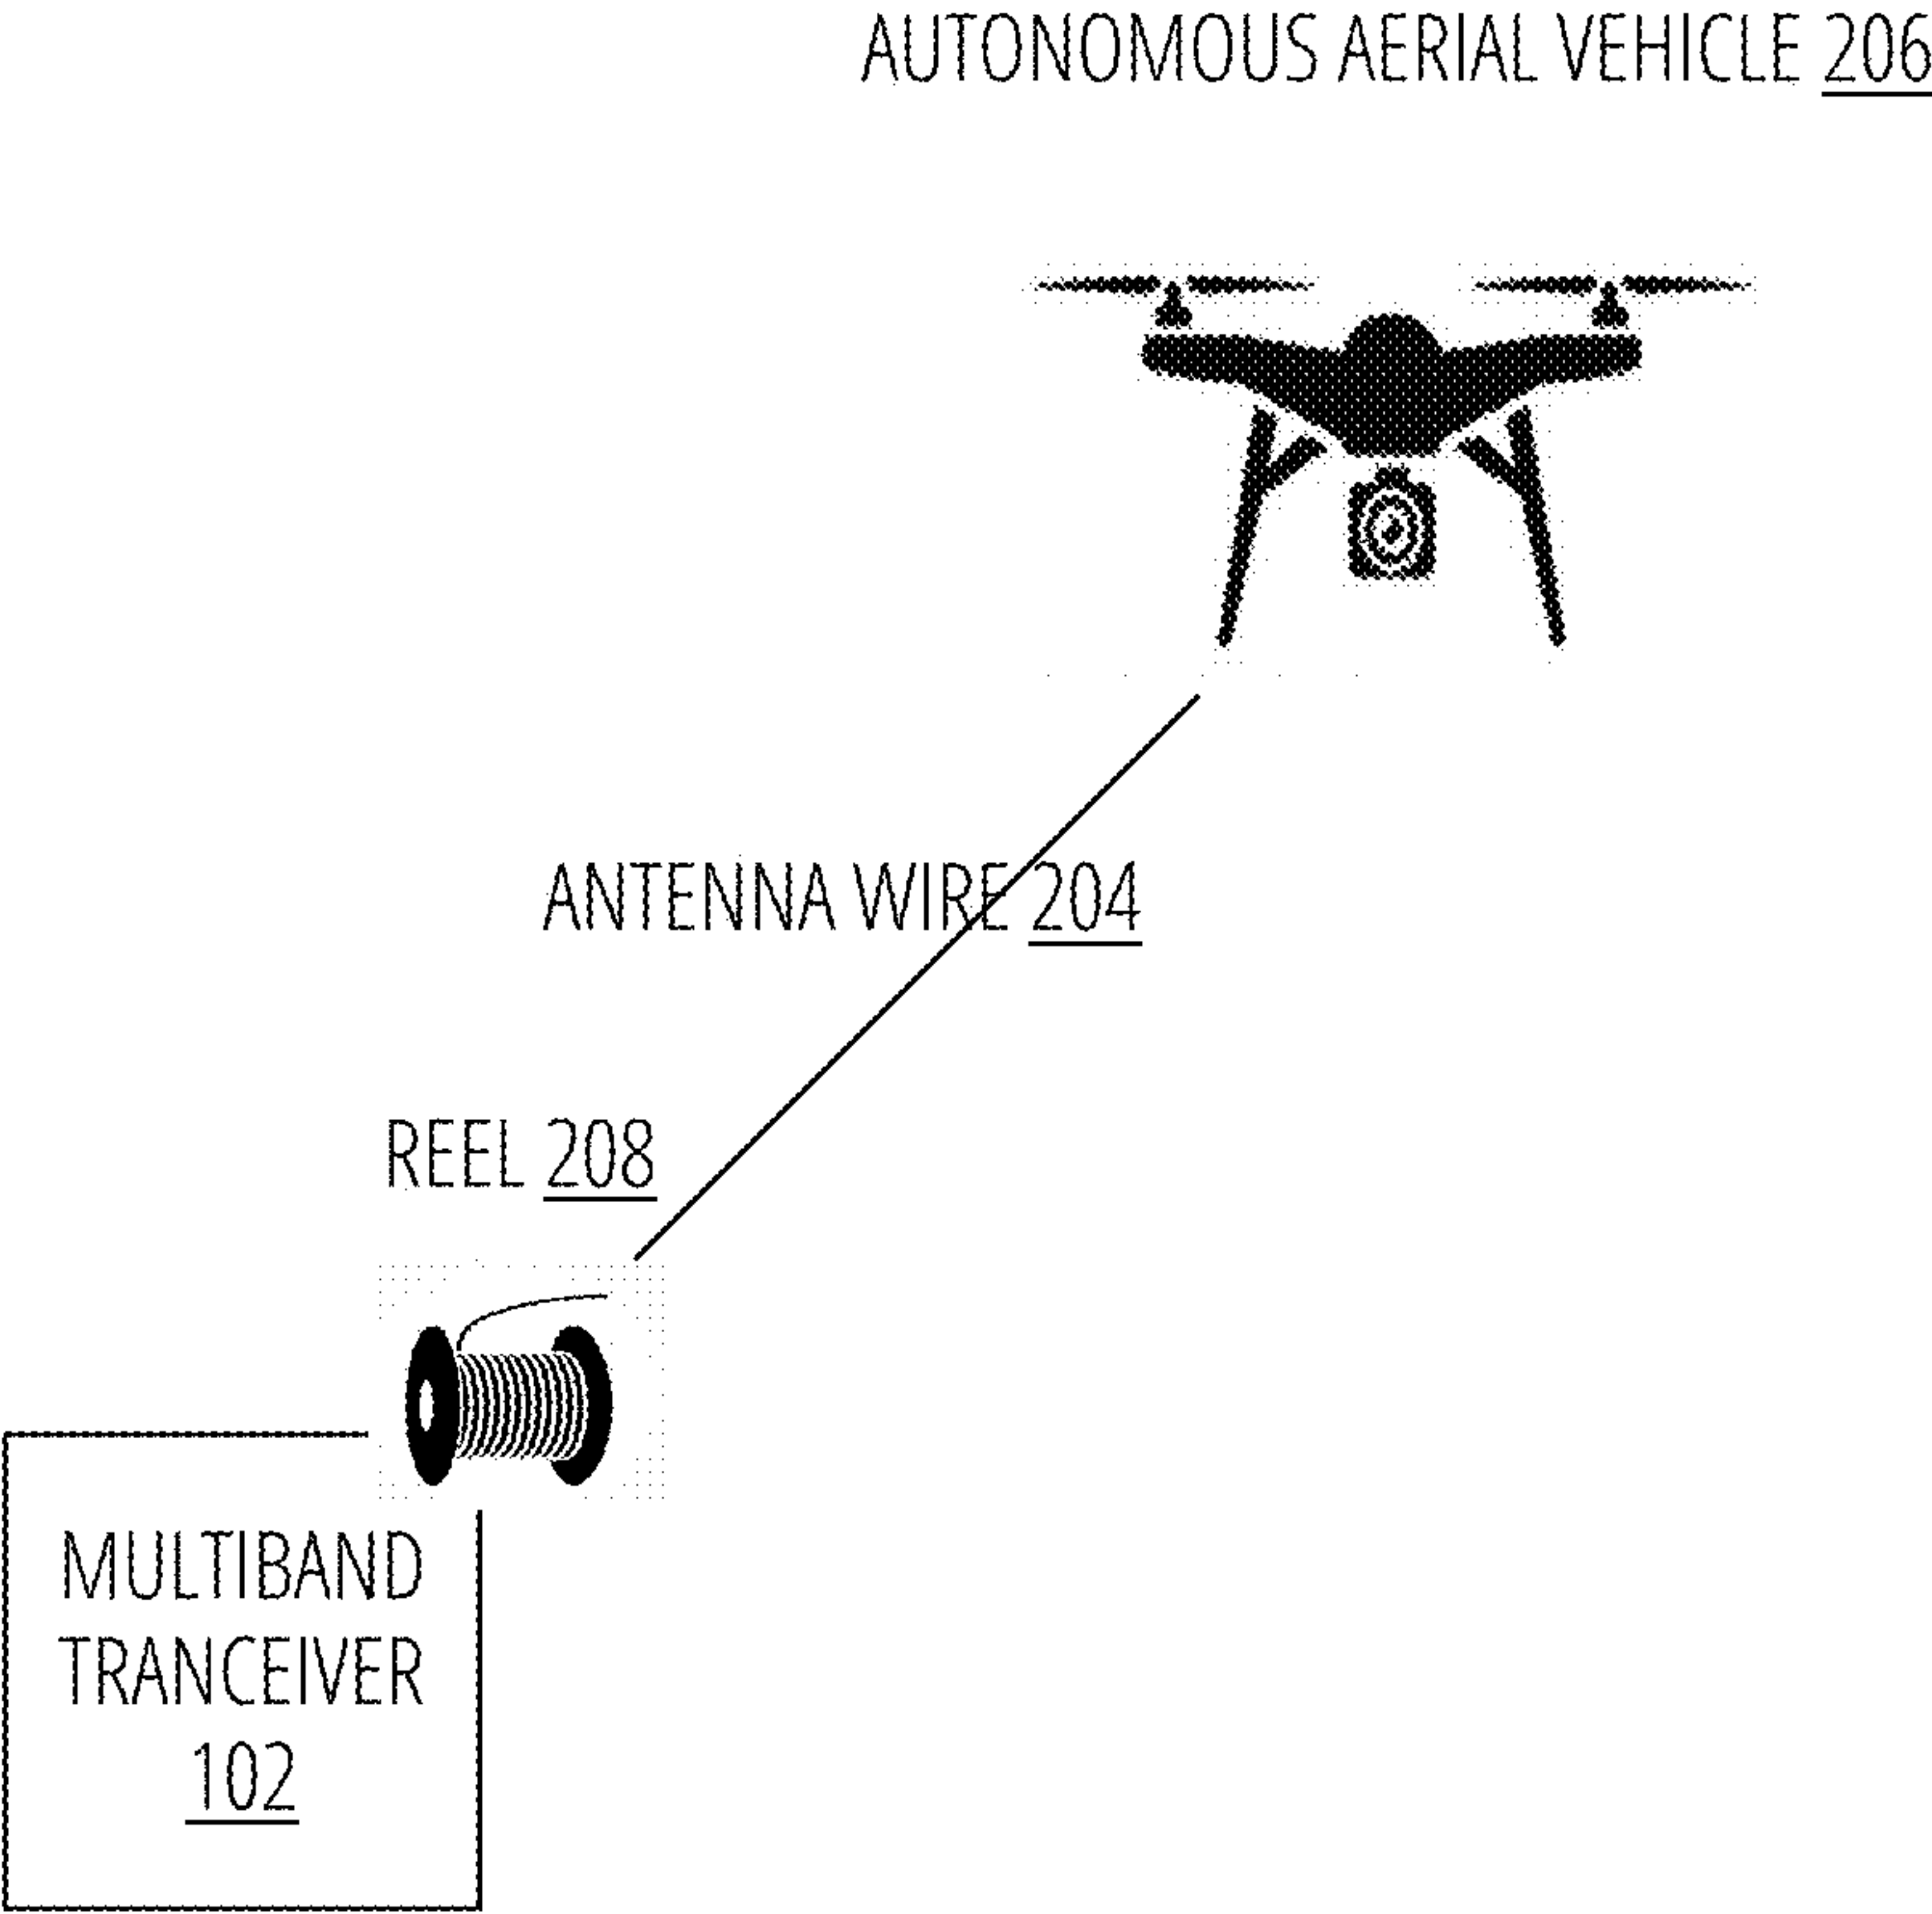 AUTONOMOUS AERIAL VEHICLE 206
ANTENNA WIRE 204
REEL 208
MULTIBAND
TRANCEIVER
102